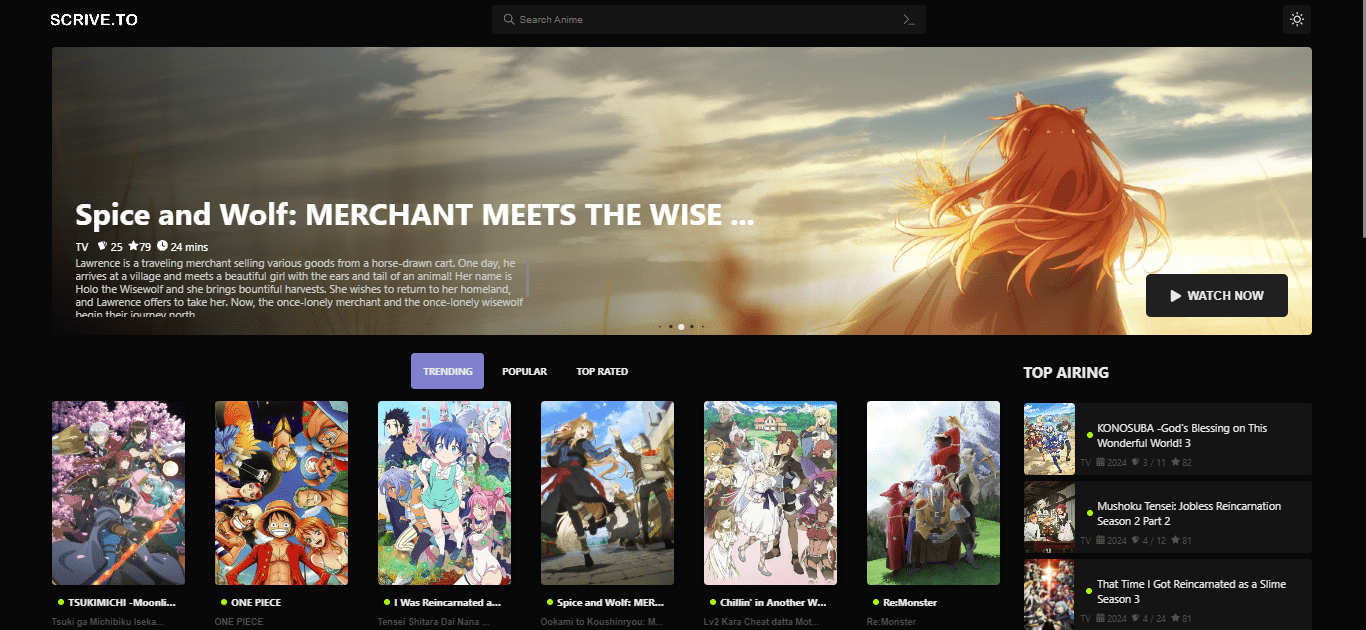 SCRIVE.TO
Search Anime
Spice and Wolf: MERCHANT MEETS THE WISE ...
TV 25 79 24 mins
Lawrence is a traveling merchant selling various goods from a horse-drawn cart. One day, he
arrives at a village and meets a beautiful girl with the ears and tail of an animal! Her name is
Holo the Wisewolf and she brings bountiful harvests. She wishes to return to her homeland,
and Lawrence offers to take her. Now, the once-lonely merchant and the once-lonely wisewolf
begin their journey north.
WATCH NOW
TRENDING
POPULAR
TOP RATED
TSUKIMICHI -Moonli...
Tsuki ga Michibiku Iseka...
ONE PIECE
ONE PIECE
I Was Reincarnated a...
Tensei Shitara Dai Nana ...
Spice and Wolf: MER...
Ookami to Koushinryou: M...
Chillin' in Another W...
Lv2 Kara Cheat datta Mot...
Re:Monster
Re:Monster
TOP AIRING
KONOSUBA -God's Blessing on This
Wonderful World! 3
TV 2024 3 / 11 82
Mushoku Tensei: Jobless Reincarnation
Season 2 Part 2
TV 2024 4 / 12 81
That Time I Got Reincarnated as a Slime
Season 3
TV 2024 4 / 24 81